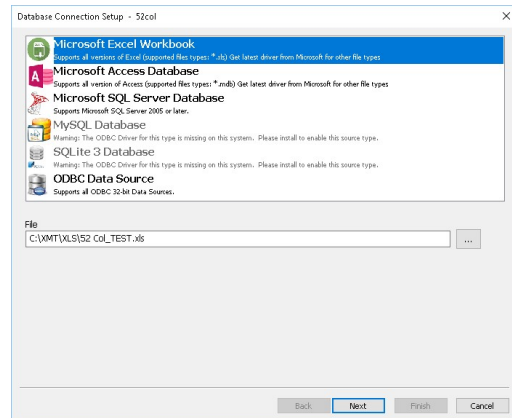 Database Connection Setup - 52col
Microsoft Excel Workbook
Supports all versions of Excel (supported files types: *.xls) Get latest driver from Microsoft for other file types
Microsoft Access Database
Supports all version of Access (supported files types: *.mdb) Get latest driver from Microsoft for other file types
Microsoft SQL Server Database
Supports Microsoft SQL Server 2005 or later.
MySQL Database
Warning: The ODBC Driver for this type is missing on this system. Please install to enable this source type.
SQLite 3 Database
Warning: The ODBC Driver for this type is missing on this system. Please install to enable this source type.
ODBC Data Source
Supports all ODBC 32-bit Data Sources.
File
C:\XMT\XLS\52 Col_TEST.xls
...
Back Next Finish Cancel